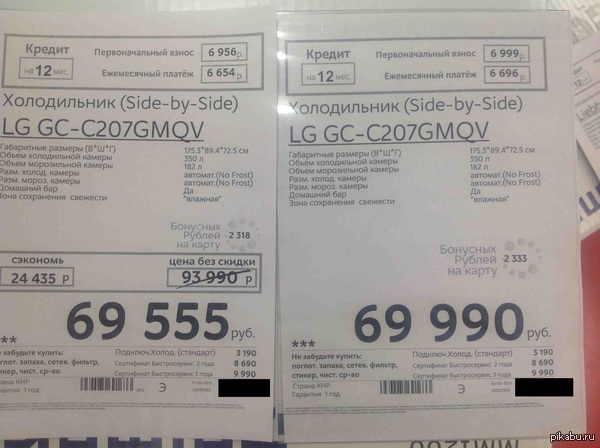 Кредит
на 12 мес.
Первоначальный взнос 6 956 р.
Ежемесячный платёж 6 654 р.
Холодильник (Side-by-Side)
LG GC-C207GMQV
Габаритные размеры (В*Ш*Г) 175.3*89.4*72.5 см
Объем холодильной камеры 350 л
Объем морозильной камеры 182 л
Разм. холод. камеры автомат.(No Frost)
Разм. мороз. камеры автомат.(No Frost)
Домашний бар Да
Зона сохранения свежести "влажная"
Бонусных
Рублей
на карту
2 318
сэкономь
24 435 Р
цена без скидки
93 990 Р
69 555 руб.
**
Не забудьте купить:
поглот. запаха, сетев. фильтр,
стикер, чист. ср-во
Подключ.Холод. (стандарт) 3 190
Сертификат Быстросервис 2 года 8 690
Сертификат Быстросервис 3 года 9 990
Страна КНР
Гарантия 1 год
Э
Кредит
на 12 мес.
Первоначальный взнос 6 999 р.
Ежемесячный платёж 6 696 р.
Холодильник (Side-by-Side)
LG GC-C207GMQV
Габаритные размеры (В*Ш*Г) 175.3*89.4*72.5 см
Объем холодильной камеры 350 л
Объем морозильной камеры 182 л
Разм. холод. камеры автомат.(No Frost)
Разм. мороз. камеры автомат.(No Frost)
Домашний бар Да
Зона сохранения свежести "влажная"
Бонусных
Рублей
на карту
2 333
69 990 руб.
***
Не забудьте купить:
поглот. запаха, сетев. фильтр,
стикер, чист. ср-во
Подключ.Холод. (стандарт) 3 190
Сертификат Быстросервис 2 года 8 690
Сертификат Быстросервис 3 года 9 990
Страна КНР
Гарантия 1 год
Э
Liebh
pikabu.ru